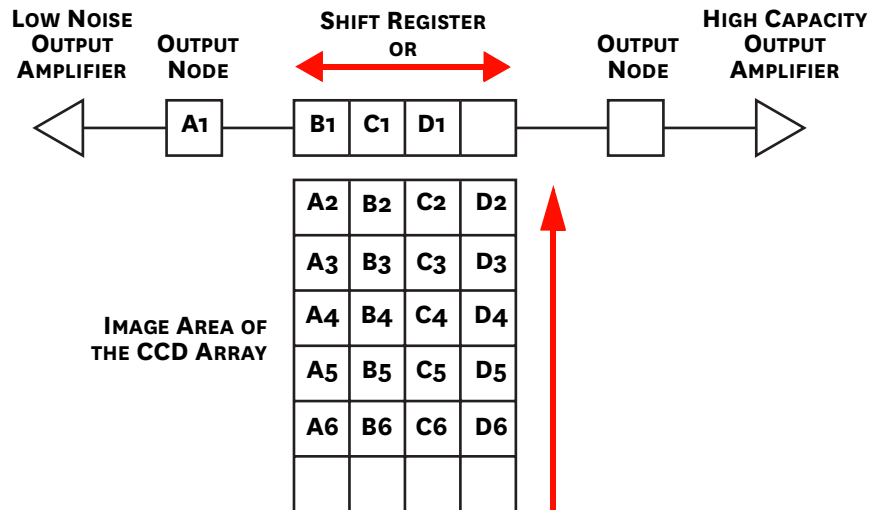 Low Noise
Output
Amplifier
Output
Node
Shift Register
or
Output
Node
High Capacity
Output
Amplifier
A1
B1 C1 D1
A2 B2 C2 D2
A3 B3 C3 D3
A4 B4 C4 D4
A5 B5 C5 D5
A6 B6 C6 D6
Image Area of
the CCD Array